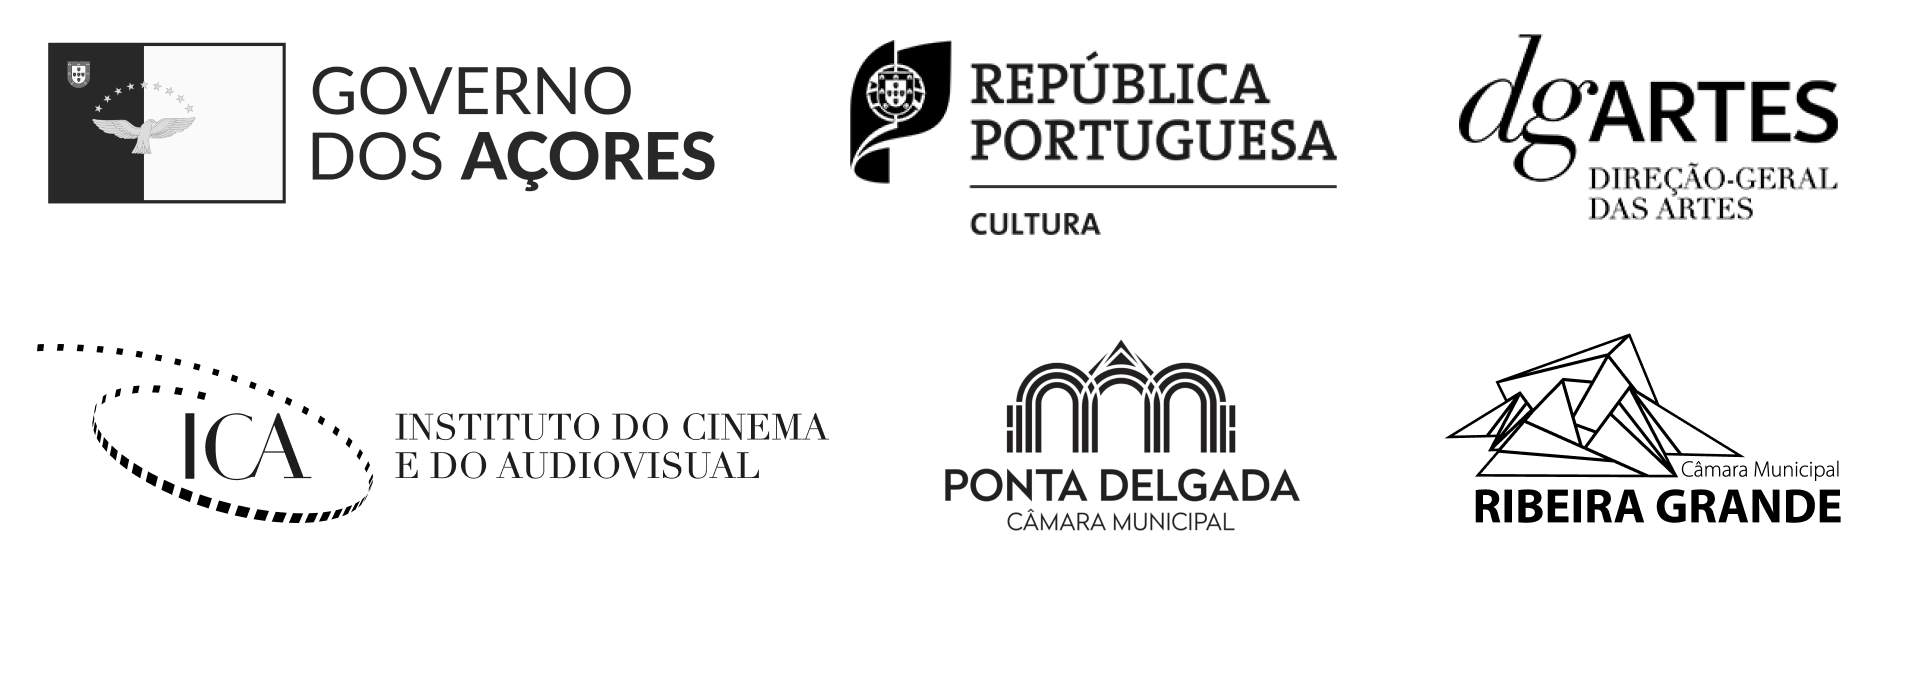 GOVERNO
DOS AÇORES
REPÚBLICA
PORTUGUESA
CULTURA
dgARTES
DIREÇÃO-GERAL
DAS ARTES
ICA
INSTITUTO DO CINEMA
E DO AUDIOVISUAL
PONTA DELGADA
CÂMARA MUNICIPAL
Câmara Municipal
RIBEIRA GRANDE